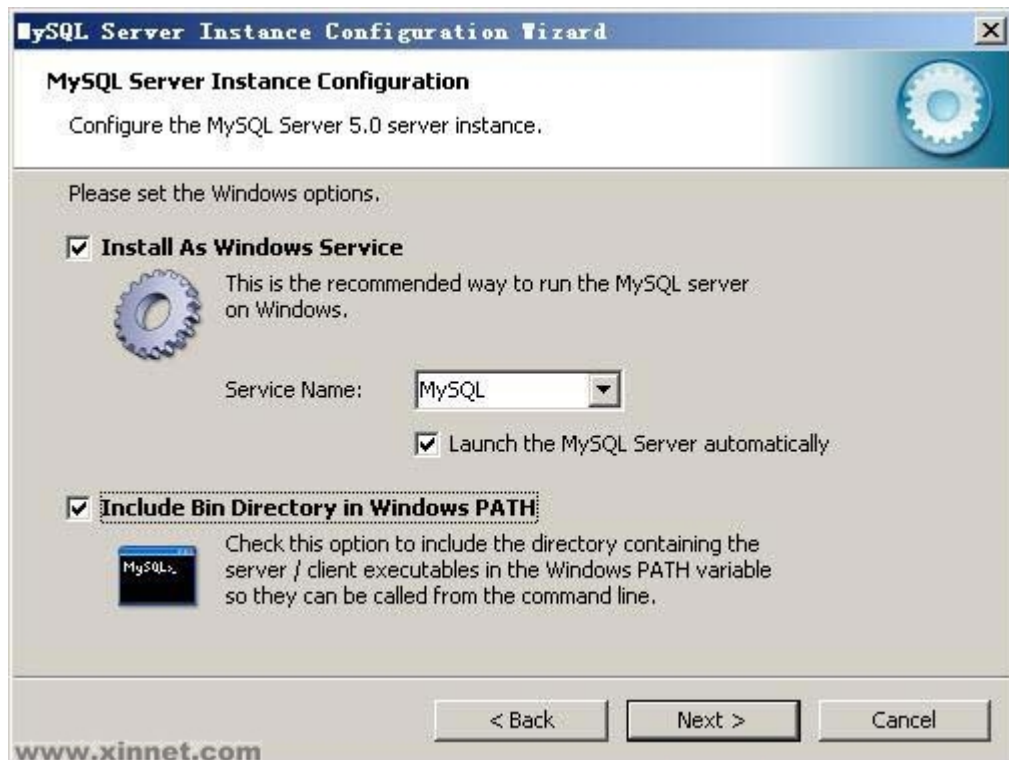 MySQL Server Instance Configuration Wizard
MySQL Server Instance Configuration
Configure the MySQL Server 5.0 server instance.
Please set the Windows options.
Install As Windows Service
This is the recommended way to run the MySQL server
on Windows.
Service Name:
MySQL
Launch the MySQL Server automatically
Include Bin Directory in Windows PATH
MySQL>_
Check this option to include the directory containing the
server / client executables in the Windows PATH variable
so they can be called from the command line.
< Back
Next >
Cancel
www.xinnet.com